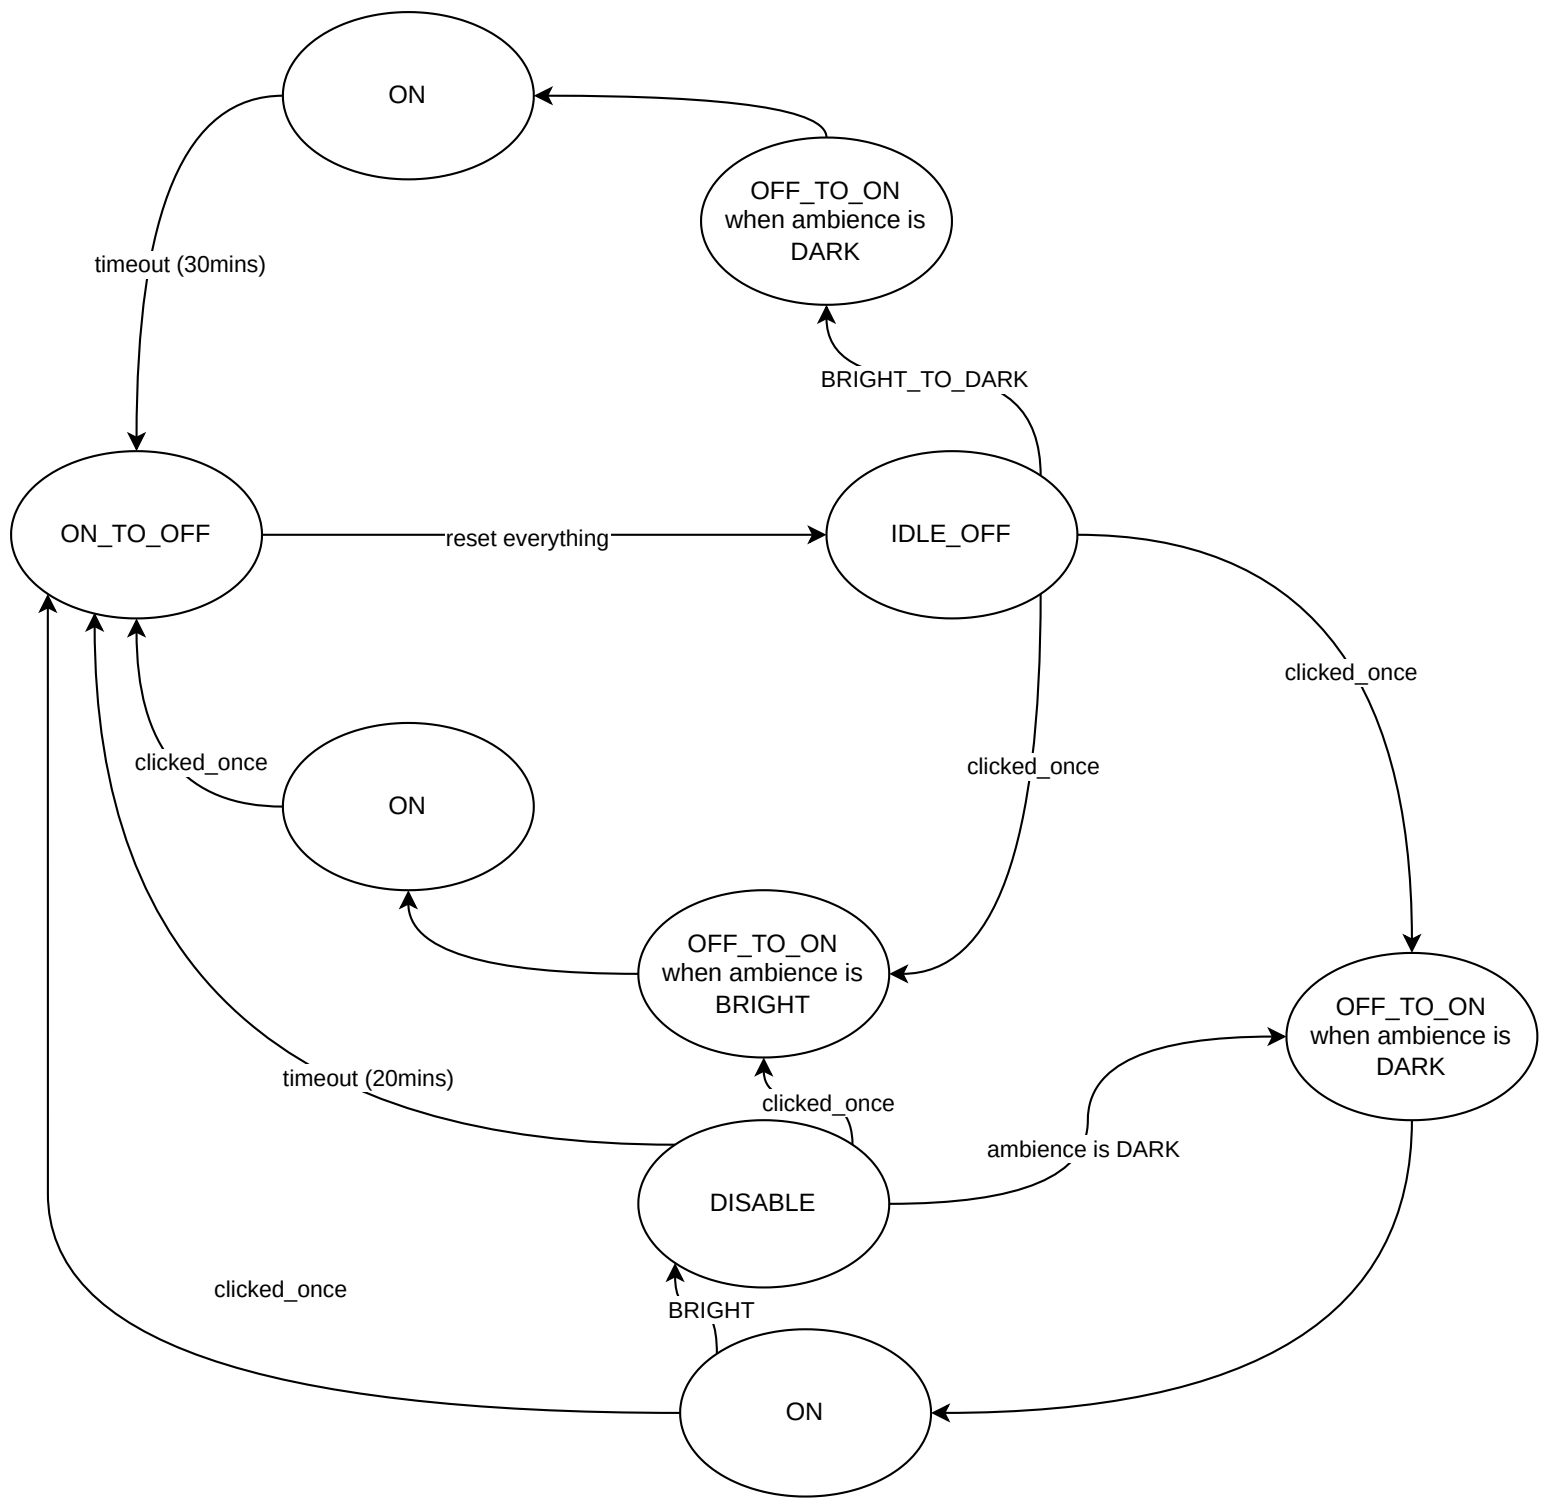 ON
OFF_TO_ON
when ambience is
DARK
timeout (30mins)
BRIGHT_TO_DARK
ON_TO_OFF
reset everything
IDLE_OFF
clicked_once
clicked_once
clicked_once
ON
OFF_TO_ON
when ambience is
BRIGHT
OFF_TO_ON
when ambience is
DARK
timeout (20mins)
clicked_once
ambience is DARK
DISABLE
clicked_once
BRIGHT
ON